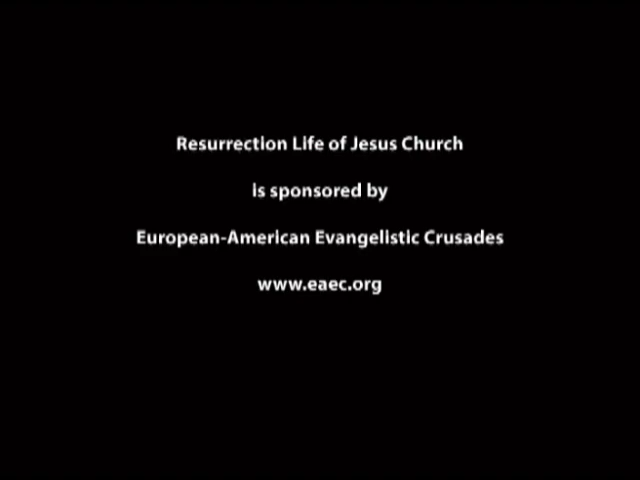 Resurrection Life of Jesus Church
is sponsored by
European-American Evangelistic Crusades
www.eaec.org